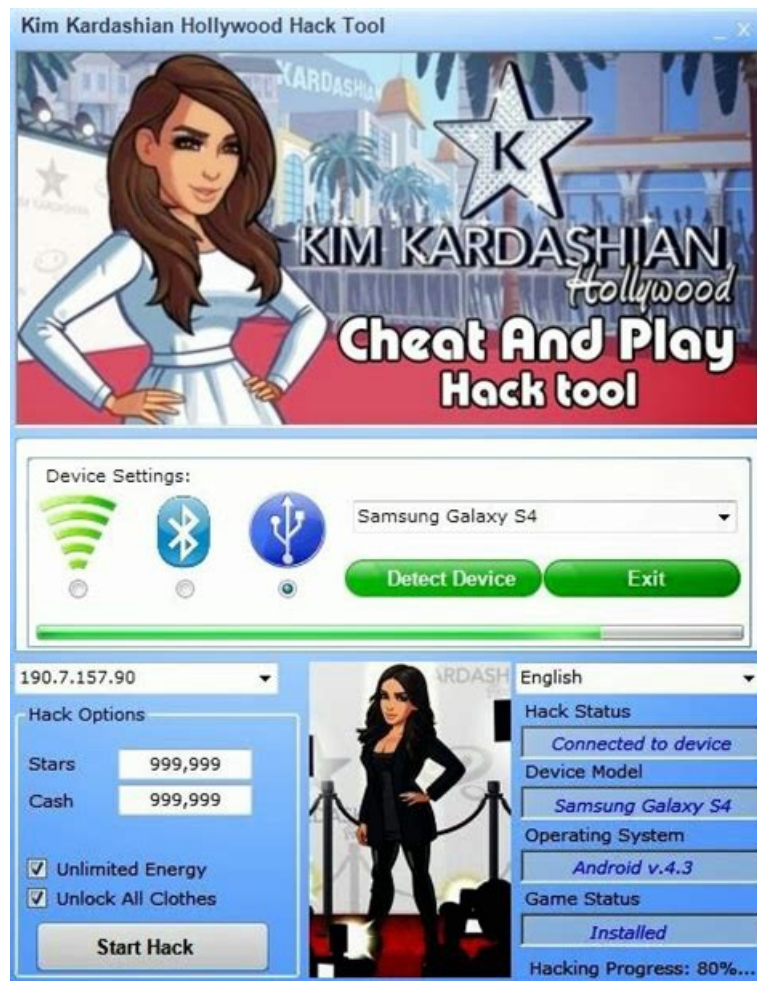 Kim Kardashian Hollywood Hack Tool
KARDASHIAN
K
KIM KARDASHIAN
Hollywood
Cheat And Play
Hack tool
Device Settings:
Samsung Galaxy S4
Detect Device
Exit
190.7.157.90
English
Hack Options
Stars
999,999
Cash
999,999
Unlimited Energy
Unlock All Clothes
Start Hack
Hack Status
Connected to device
Device Model
Samsung Galaxy S4
Operating System
Android v.4.3
Game Status
Installed
Hacking Progress: 80%...